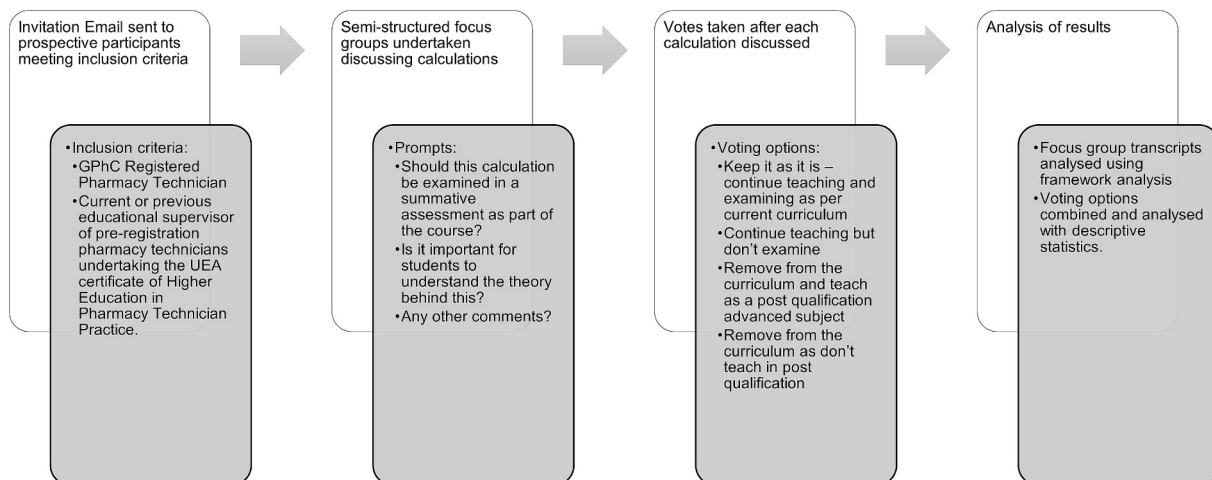 Invitation Email sent to
prospective participants
meeting inclusion criteria
•Inclusion criteria:
•GPhC Registered
Pharmacy Technician
•Current or previous
educational supervisor
of pre-registration
pharmacy technicians
undertaking the UEA
certificate of Higher
Education in
Pharmacy Technician
Practice.
Semi-structured focus
groups undertaken
discussing calculations
•Prompts:
•Should this calculation
be examined in a
summative
assessment as part of
the course?
•Is it important for
students to
understand the theory
behind this?
•Any other comments?
Votes taken after each
calculation discussed
•Voting options:
•Keep it as it is –
continue teaching and
examining as per
current curriculum
•Continue teaching but
don’t examine
•Remove from the
curriculum and teach
as a post qualification
advanced subject
•Remove from the
curriculum as don’t
teach in post
qualification
Analysis of results
•Focus group transcripts
analysed using
framework analysis
•Voting options
combined and analysed
with descriptive
statistics.